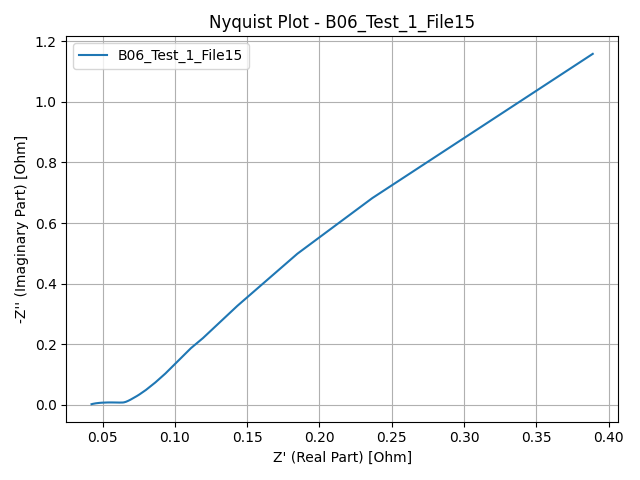 Nyquist Plot - B06_Test_1_File15
B06_Test_1_File15
-Z'' (Imaginary Part) [Ohm]
1.2
1.0
0.8
0.6
0.4
0.2
0.0
0.05 0.10 0.15 0.20 0.25 0.30 0.35 0.40
Z' (Real Part) [Ohm]